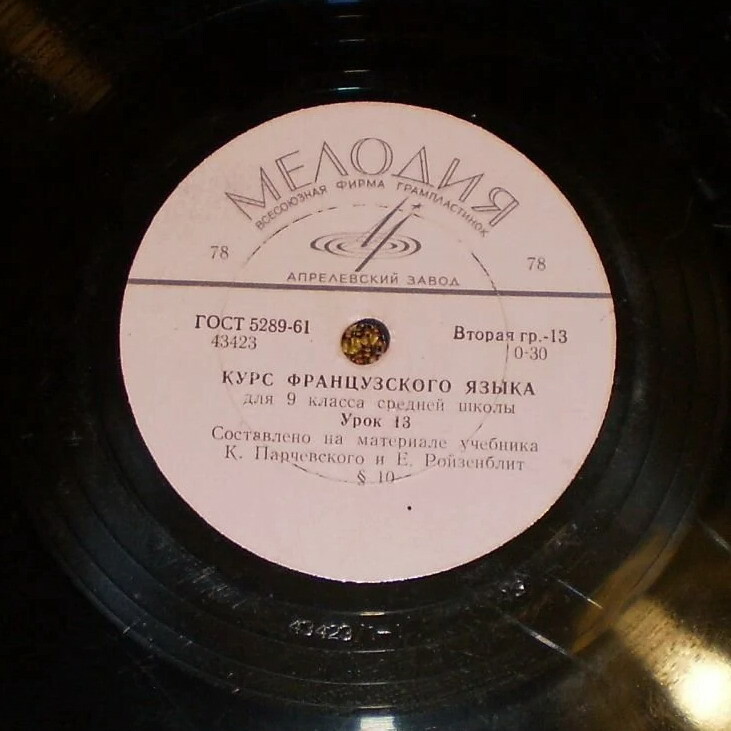 МЕЛОДИЯ
ВСЕСОЮЗНАЯ ФИРМА ГРАМПЛАСТИНОК
78 78
АПРЕЛЕВСКИЙ ЗАВОД
ГОСТ 5289-61 Вторая гр.-13
43423 0-30
КУРС ФРАНЦУЗСКОГО ЯЗЫКА
для 9 класса средней школы
Урок 13
Составлено на материале учебника
К. Парчевского и Е. Ройзенблит
§ 10
43423